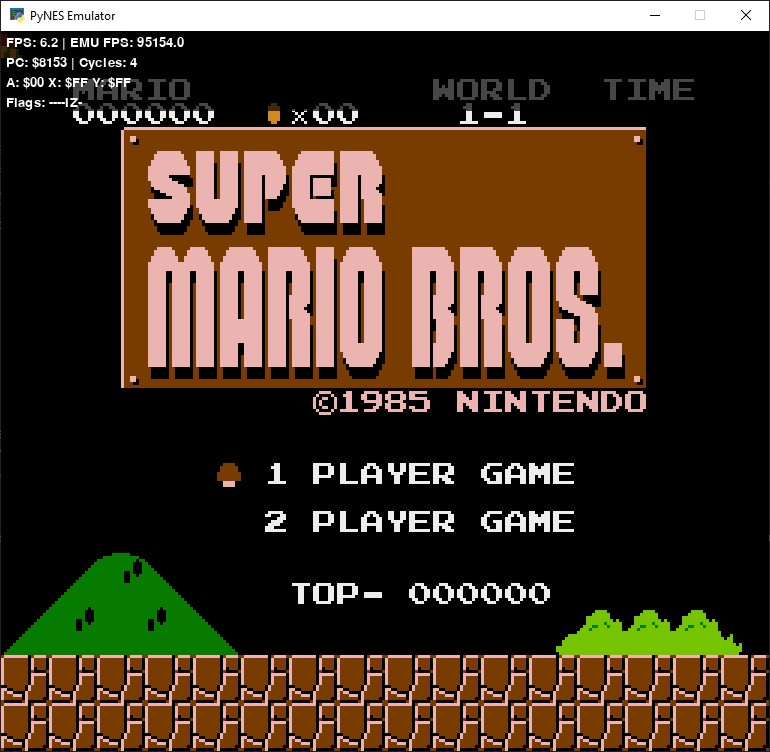 PyNES Emulator
FPS: 6.2 | EMU FPS: 95154.0
PC: $8153 | Cycles: 4
A: $00 X: $FF Y: $FF
Flags: ----IZ-
MARIO WORLD TIME
000000 x00 1-1
SUPER
MARIO BROS.
©1985 NINTENDO
1 PLAYER GAME
2 PLAYER GAME
TOP- 000000